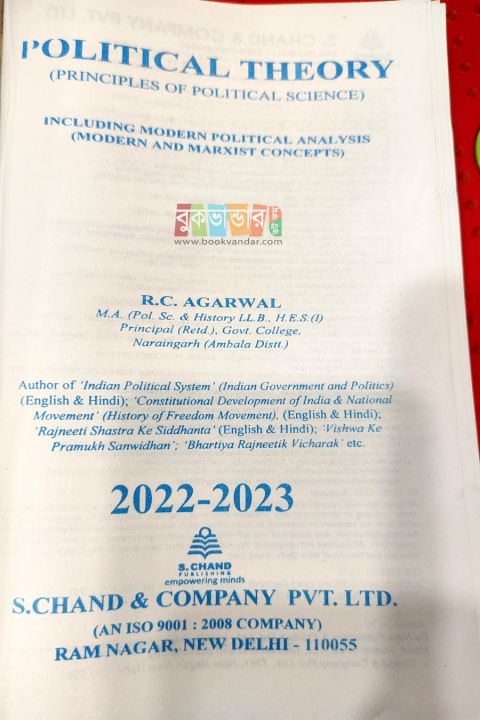 POLITICAL THEORY
(PRINCIPLES OF POLITICAL SCIENCE)
INCLUDING MODERN POLITICAL ANALYSIS
(MODERN AND MARXIST CONCEPTS)
বুকভান্ডার
www.bookvandar.com
R.C. AGARWAL
M.A. (Pol. Sc. & History LL.B., H.E.S.(I)
Principal (Retd.), Govt. College,
Naraingarh (Ambala Distt.)
Author of 'Indian Political System' (Indian Government and Politics)
(English & Hindi); 'Constitutional Development of India & National
Movement' (History of Freedom Movement), (English & Hindi);
'Rajneeti Shastra Ke Siddhanta' (English & Hindi); 'Vishwa Ke
Pramukh Sanwidhan'; 'Bhartiya Rajneetik Vicharak' etc.
2022-2023
S. CHAND
PUBLISHING
empowering minds
S.CHAND & COMPANY PVT. LTD.
(AN ISO 9001 : 2008 COMPANY)
RAM NAGAR, NEW DELHI - 110055